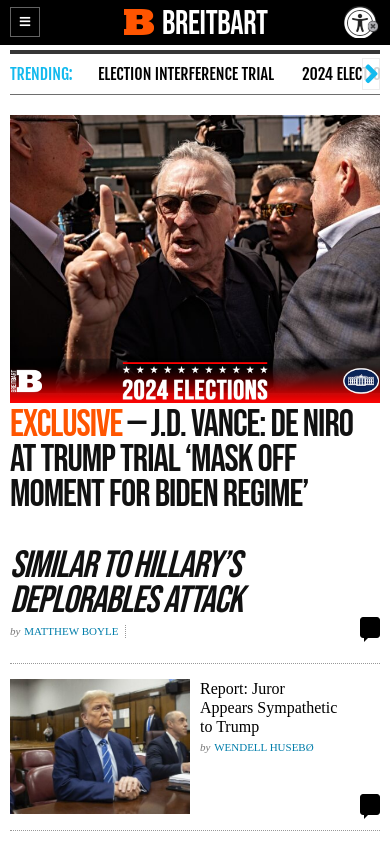 BREITBART
TRENDING:
ELECTION INTERFERENCE TRIAL
2024 ELEC
BREITBART
2024 ELECTIONS
EXCLUSIVE — J.D. VANCE: DE NIRO
AT TRUMP TRIAL ‘MASK OFF
MOMENT FOR BIDEN REGIME’
SIMILAR TO HILLARY’S
DEPLORABLES ATTACK
by MATTHEW BOYLE
Report: Juror
Appears Sympathetic
to Trump
by WENDELL HUSEBØ